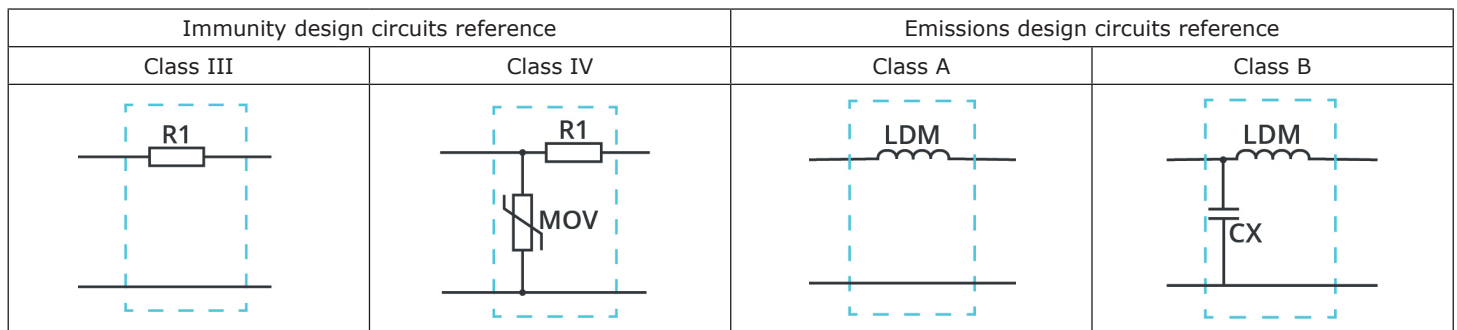 Immunity design circuits reference
Emissions design circuits reference
Class III
Class IV
Class A
Class B
R1
R1
MOV
LDM
LDM
CX